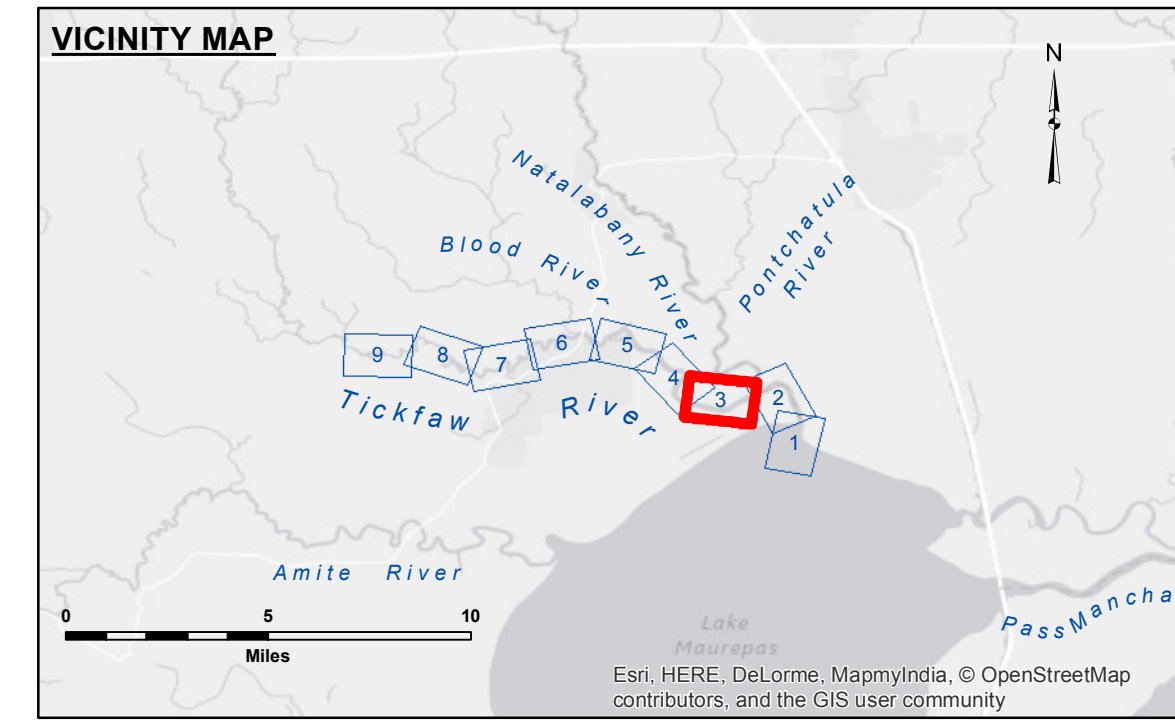 VICINITY MAP
N
Natalabany River
Pontchatula
River
Blood River
9
8
7
6
5
4
3
2
1
Tickfaw River
Amite River
0 5 10
Miles
Lake
Maurepas
Pass Mancha
Esri, HERE, DeLorme, MapmyIndia, © OpenStreetMap
contributors, and the GIS user community